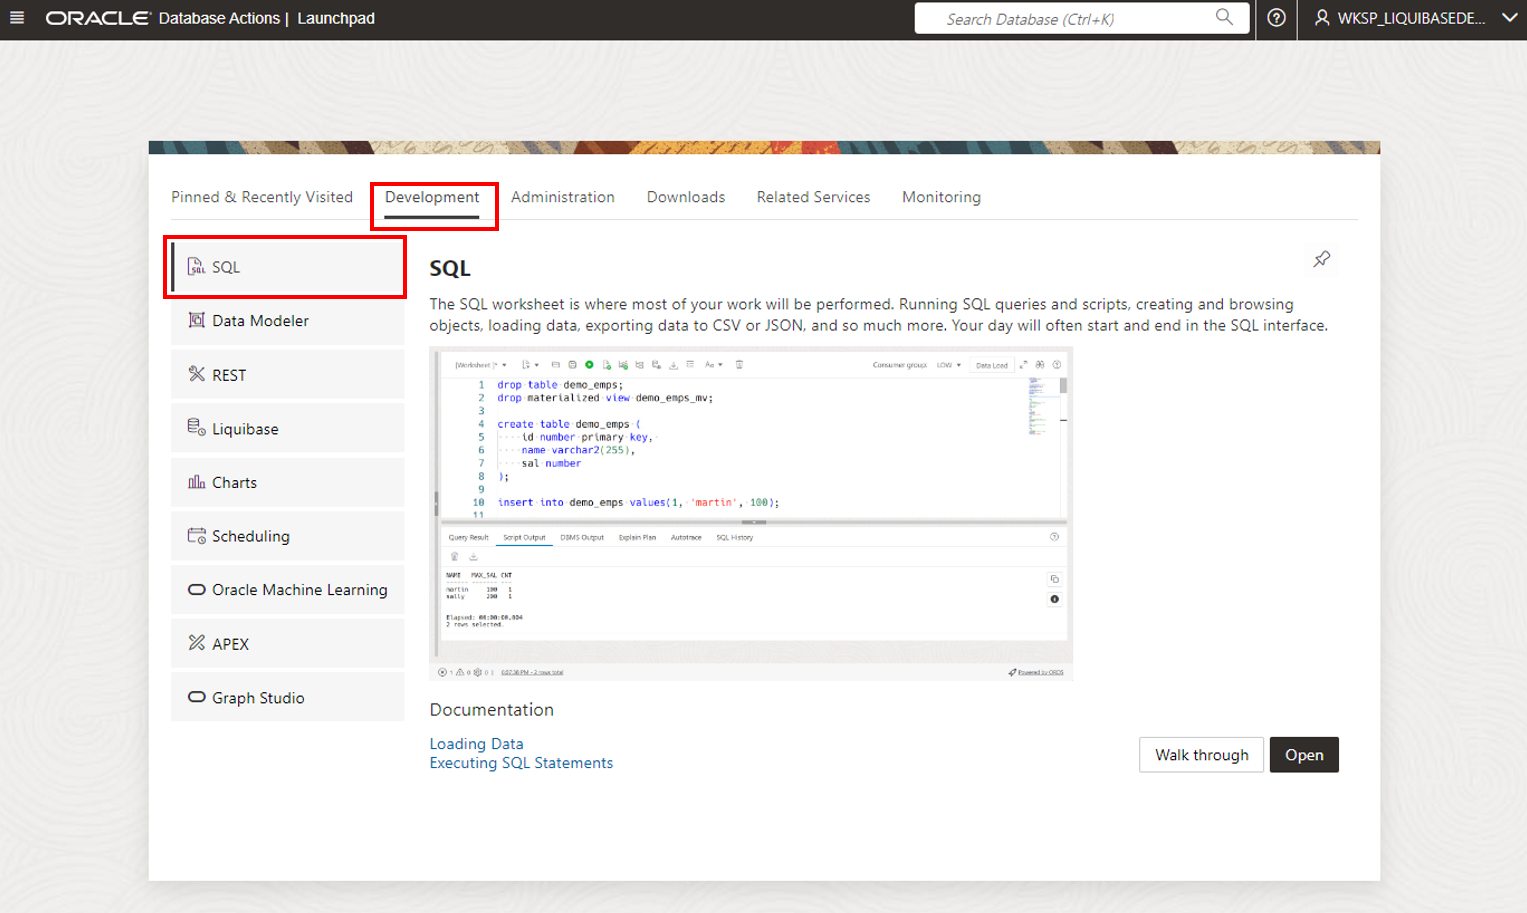 ORACLE Database Actions | Launchpad
Search Database (Ctrl+K)
WKSP_LIQUIBASEDE...
Pinned & Recently Visited
Development
Administration
Downloads
Related Services
Monitoring
SQL
Data Modeler
REST
Liquibase
Charts
Scheduling
Oracle Machine Learning
APEX
Graph Studio
SQL
The SQL worksheet is where most of your work will be performed. Running SQL queries and scripts, creating and browsing
objects, loading data, exporting data to CSV or JSON, and so much more. Your day will often start and end in the SQL interface.
[Worksheet]*
Aa
Consumer group: LOW
Data Load
1 drop table demo_emps;
2 drop materialized view demo_emps_mv;
3
4 create table demo_emps (
5 id number primary key,
6 name varchar2(255),
7 sal number
8 );
9
10 insert into demo_emps values(1, 'martin', 100);
11
Query Result Script Output DBMS Output Explain Plan Autotrace SQL History
NAME MAX_SAL CNT
------ ------- ---
martin 100 1
sally 200 1
Elapsed: 00:00:00.004
2 rows selected.
Powered by ORDS
Documentation
Loading Data
Executing SQL Statements
Walk through
Open